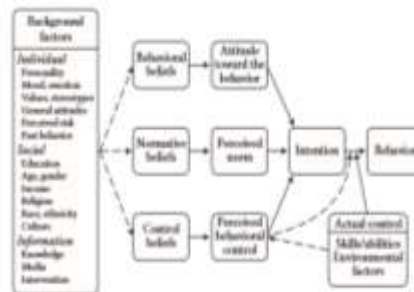 Background
factors
Individual
Personality
Mood, emotion
Values, stereotypes
General attitudes
Perceived risk
Past behavior
Social
Education
Age, gender
Income
Religion
Race, ethnicity
Culture
Information
Knowledge
Media
Intervention
Behavioral
beliefs
Attitude
toward the
behavior
Normative
beliefs
Perceived
norm
Intention
Behavior
Control
beliefs
Perceived
behavioral
control
Actual control
Skills/abilities
Environmental
factors